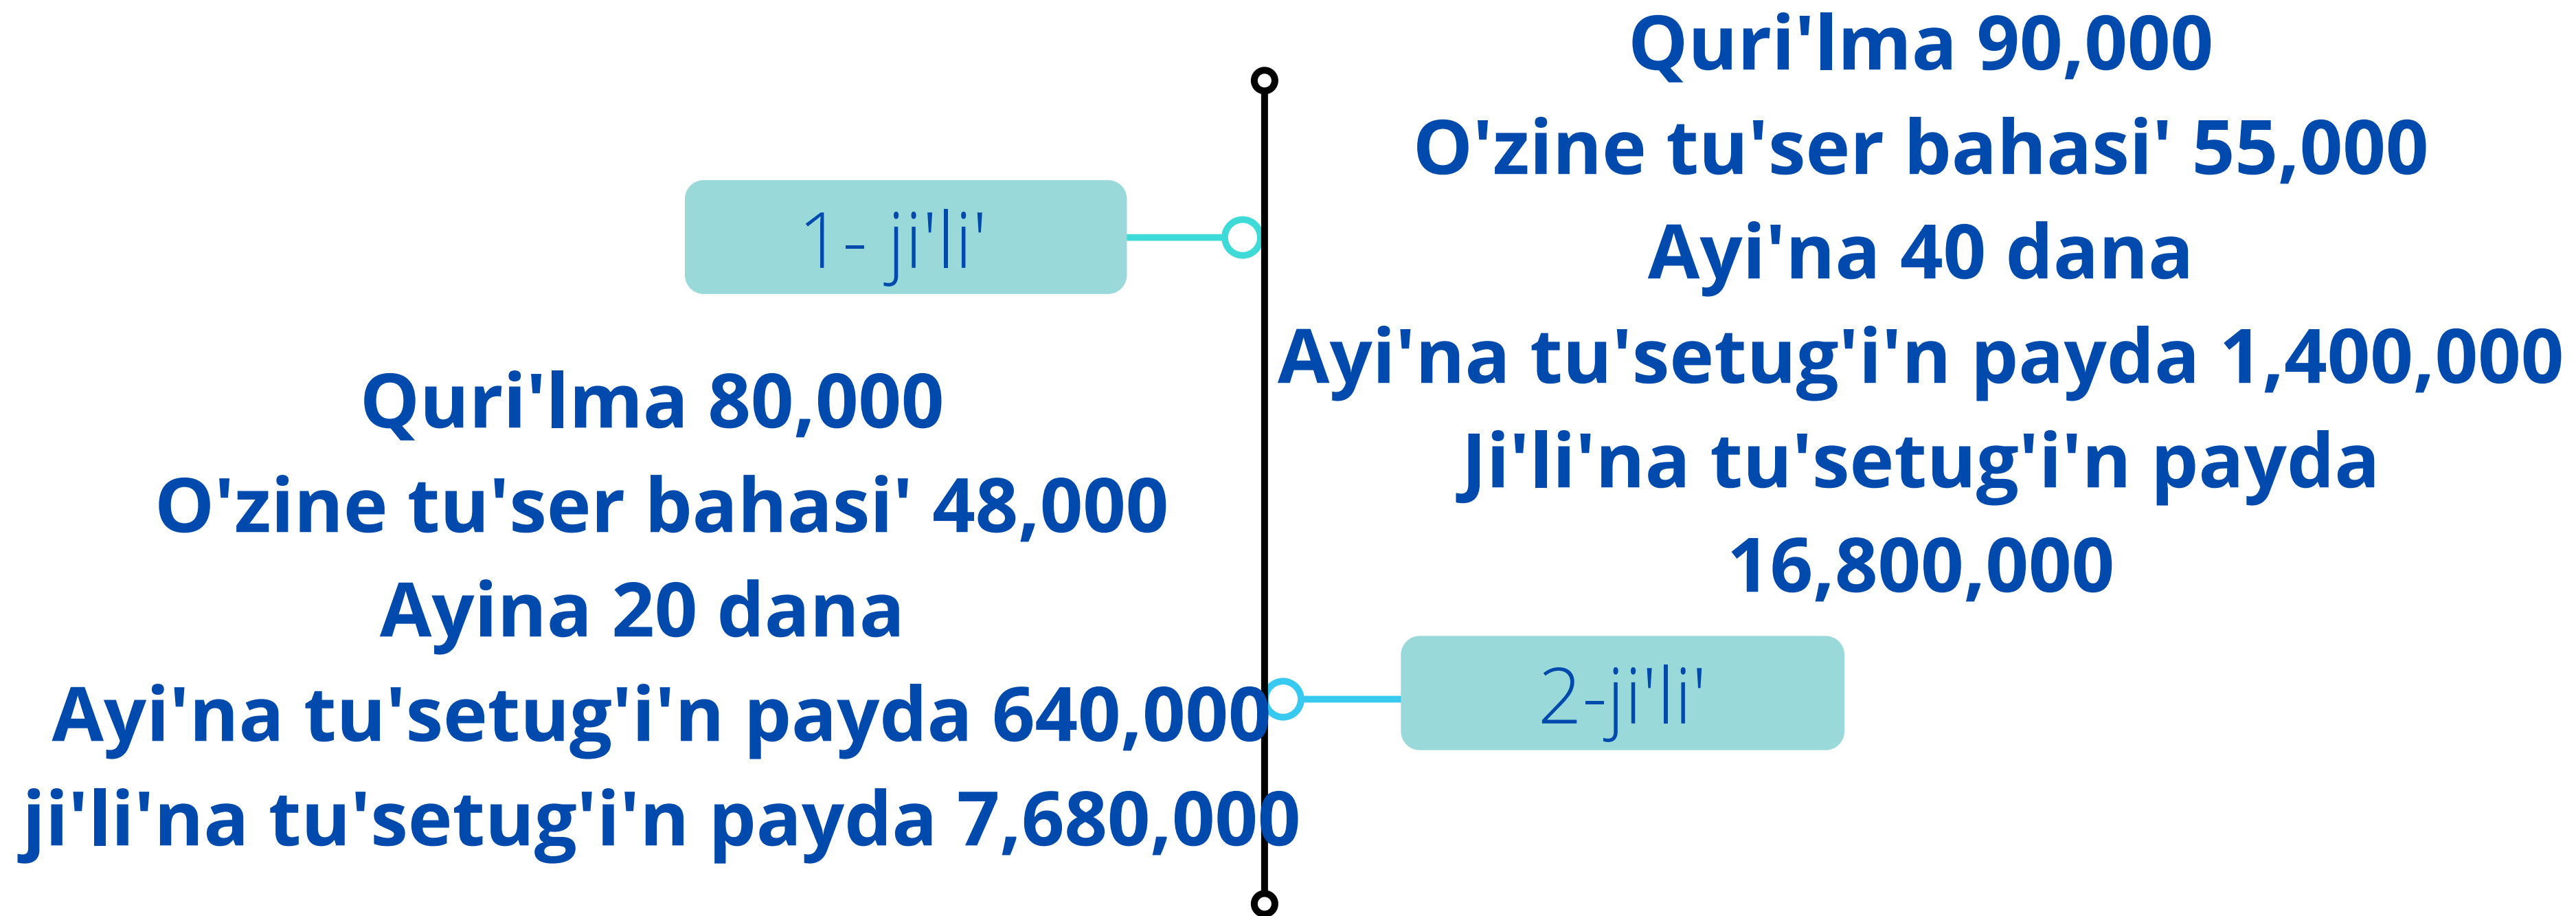 1- ji'li'
Quri'lma 80,000
O'zine tu'ser bahasi' 48,000
Ayina 20 dana
Ayi'na tu'setug'i'n payda 640,000
ji'li'na tu'setug'i'n payda 7,680,000
Quri'lma 90,000
O'zine tu'ser bahasi' 55,000
Ayi'na 40 dana
Ayi'na tu'setug'i'n payda 1,400,000
Ji'li'na tu'setug'i'n payda
16,800,000
2-ji'li'